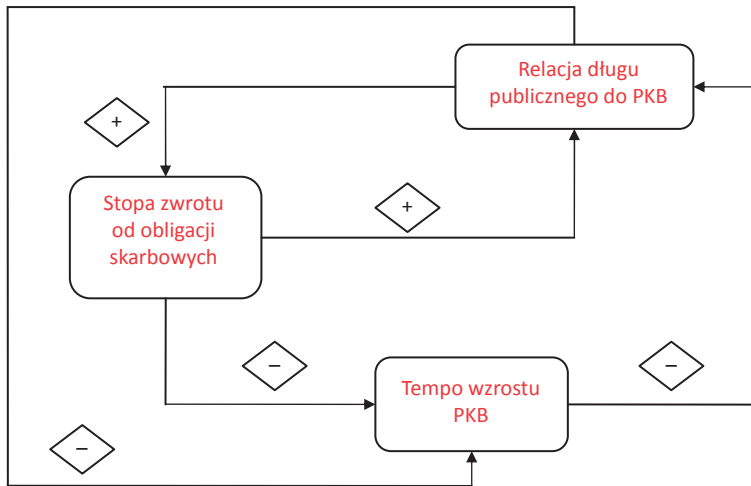 Relacja długu
publicznego do PKB
+
Stopa zwrotu
od obligacji
skarbowych
+
−
Tempo wzrostu
PKB
−
−